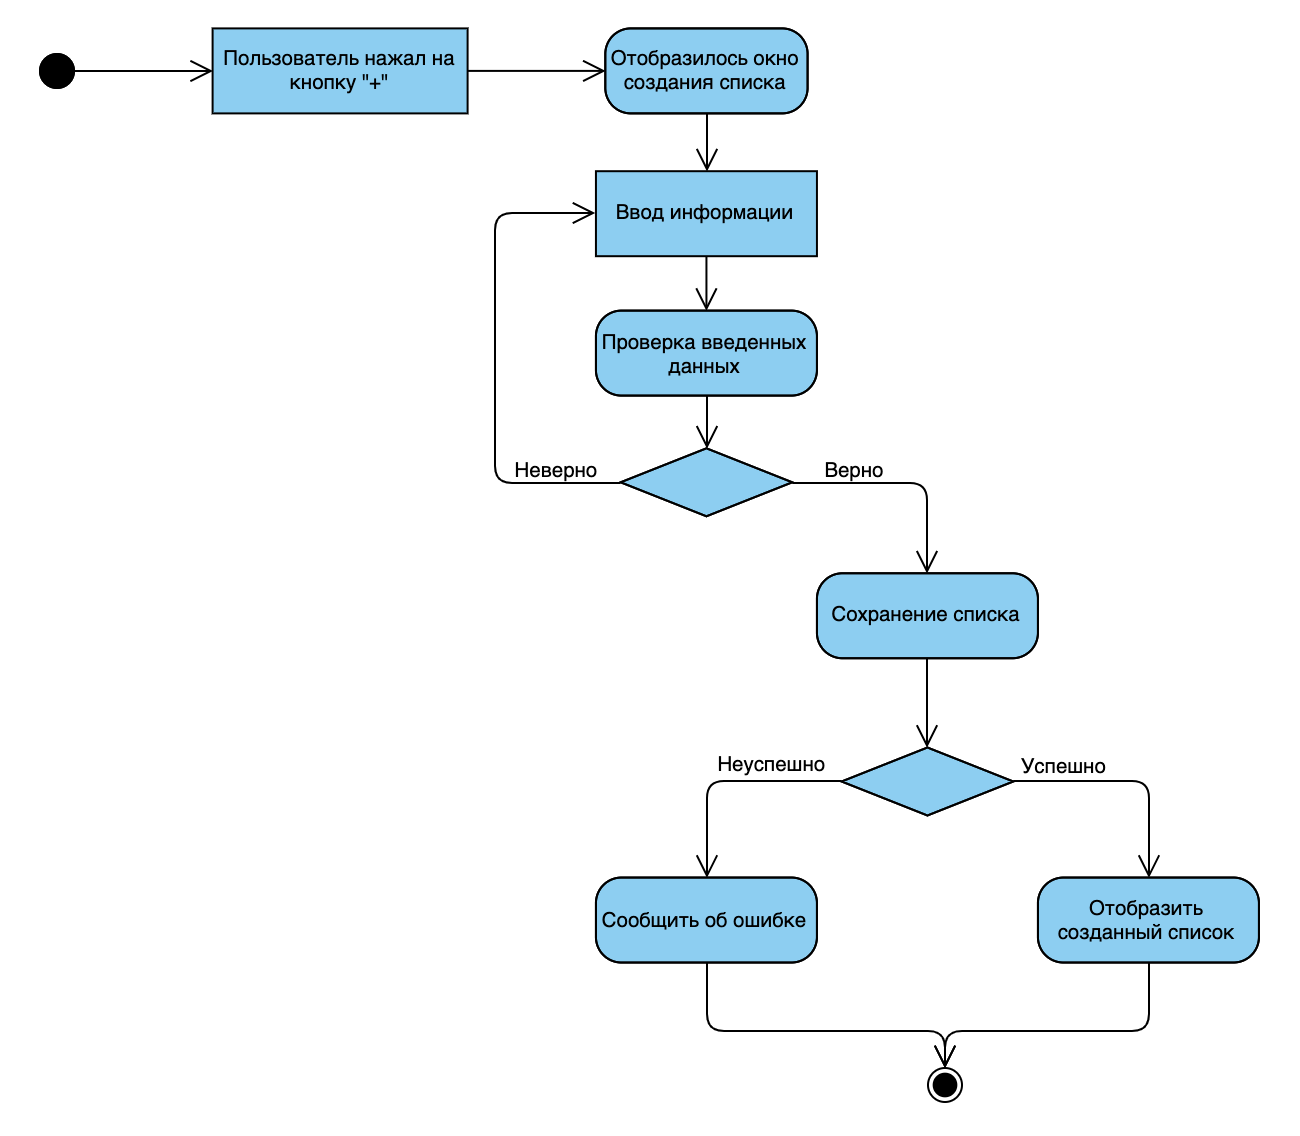 Пользователь нажал на
кнопку "+"
Отобразилось окно
создания списка
Ввод информации
Проверка введенных
данных
Неверно
Верно
Сохранение списка
Неуспешно
Успешно
Сообщить об ошибке
Отобразить
созданный список